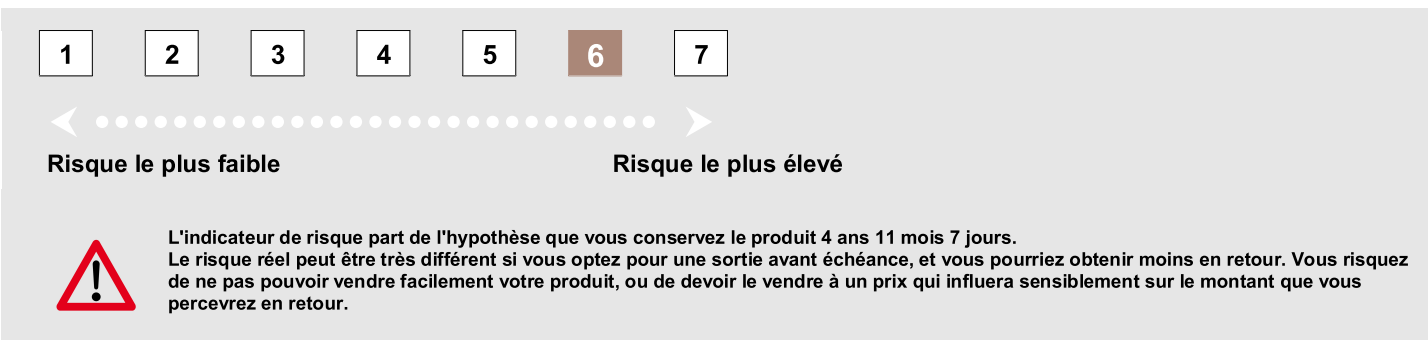 1 2 3 4 5 6 7
Risque le plus faible Risque le plus élevé
L'indicateur de risque part de l'hypothèse que vous conservez le produit 4 ans 11 mois 7 jours.
Le risque réel peut être très différent si vous optez pour une sortie avant échéance, et vous pourriez obtenir moins en retour. Vous risquez
de ne pas pouvoir vendre facilement votre produit, ou de devoir le vendre à un prix qui influera sensiblement sur le montant que vous
percevrez en retour.